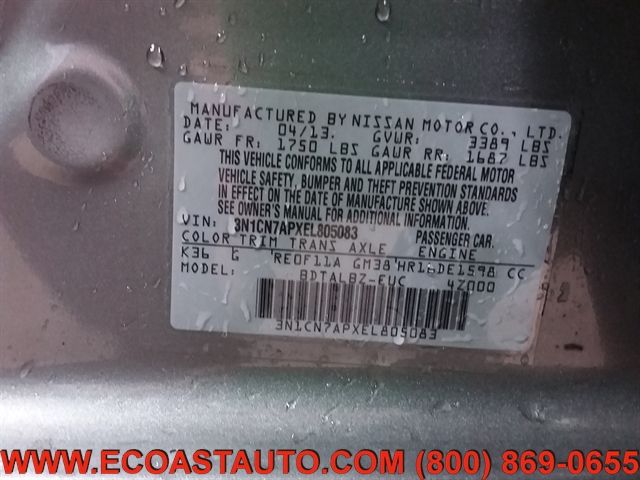 MANUFACTURED BY NISSAN MOTOR CO., LTD.
DATE: 04/13. GVWR: 3389 LBS
GAWR FR: 1750 LBS GAWR RR: 1687 LBS
THIS VEHICLE CONFORMS TO ALL APPLICABLE FEDERAL MOTOR
VEHICLE SAFETY, BUMPER AND THEFT PREVENTION STANDARDS
IN EFFECT ON THE DATE OF MANUFACTURE SHOWN ABOVE.
SEE OWNER'S MANUAL FOR ADDITIONAL INFORMATION.
VIN: 3N1CN7APXEL805083 PASSENGER CAR.
COLOR TRIM TRANS AXLE ENGINE
K36 G RE0F11A GM38 HR16DE1598 CC
MODEL: BDTALBZ-EUC 4Z000
3N1CN7APXEL805083
WWW.ECOASTAUTO.COM (800) 869-0655